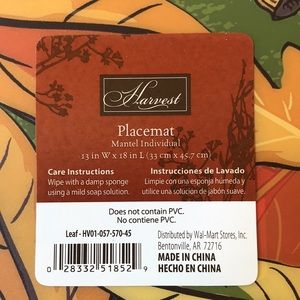 Harvest
Placemat
Mantel Individual
13 in W x 18 in L (33 cm x 45.7 cm)
Care Instructions
Wipe with a damp sponge
using a mild soap solution.
Instrucciones de Lavado
Limpie con una esponja húmeda y
utilice una solucion de jabón suave.
Does not contain PVC.
No contiene PVC.
Leaf - HV01-057-570-45
0 28332 51852 9
Distributed by Wal-Mart Stores, Inc.
Bentonville, AR 72716
MADE IN CHINA
HECHO EN CHINA